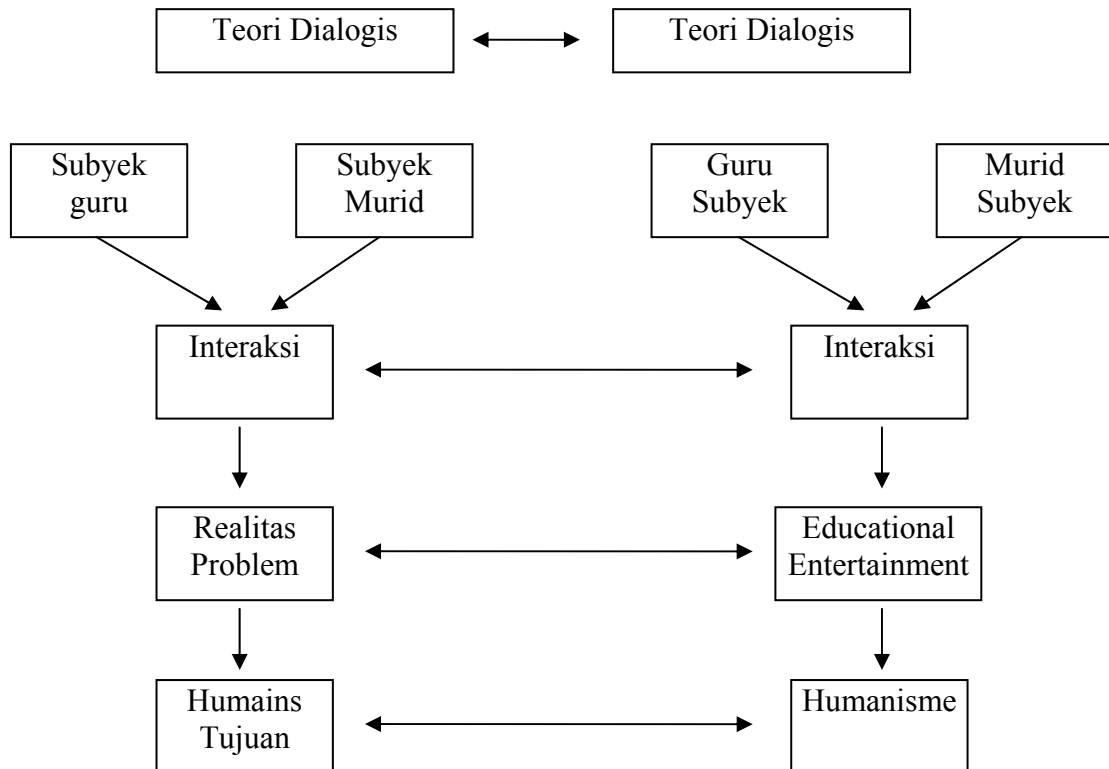 Teori Dialogis
Teori Dialogis
Subyek
guru
Subyek
Murid
Guru
Subyek
Murid
Subyek
Interaksi
Interaksi
Realitas
Problem
Educational
Entertainment
Humains
Tujuan
Humanisme